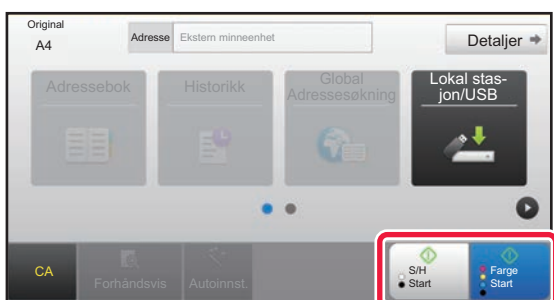 Original
A4
Adresse
Ekstern minneenhet
Detaljer
Adressebok
Historikk
Global
Adressesøkning
Lokal stas-
jon/USB
CA
Forhåndsvis
Autoinnst.
S/H
Start
Farge
Start